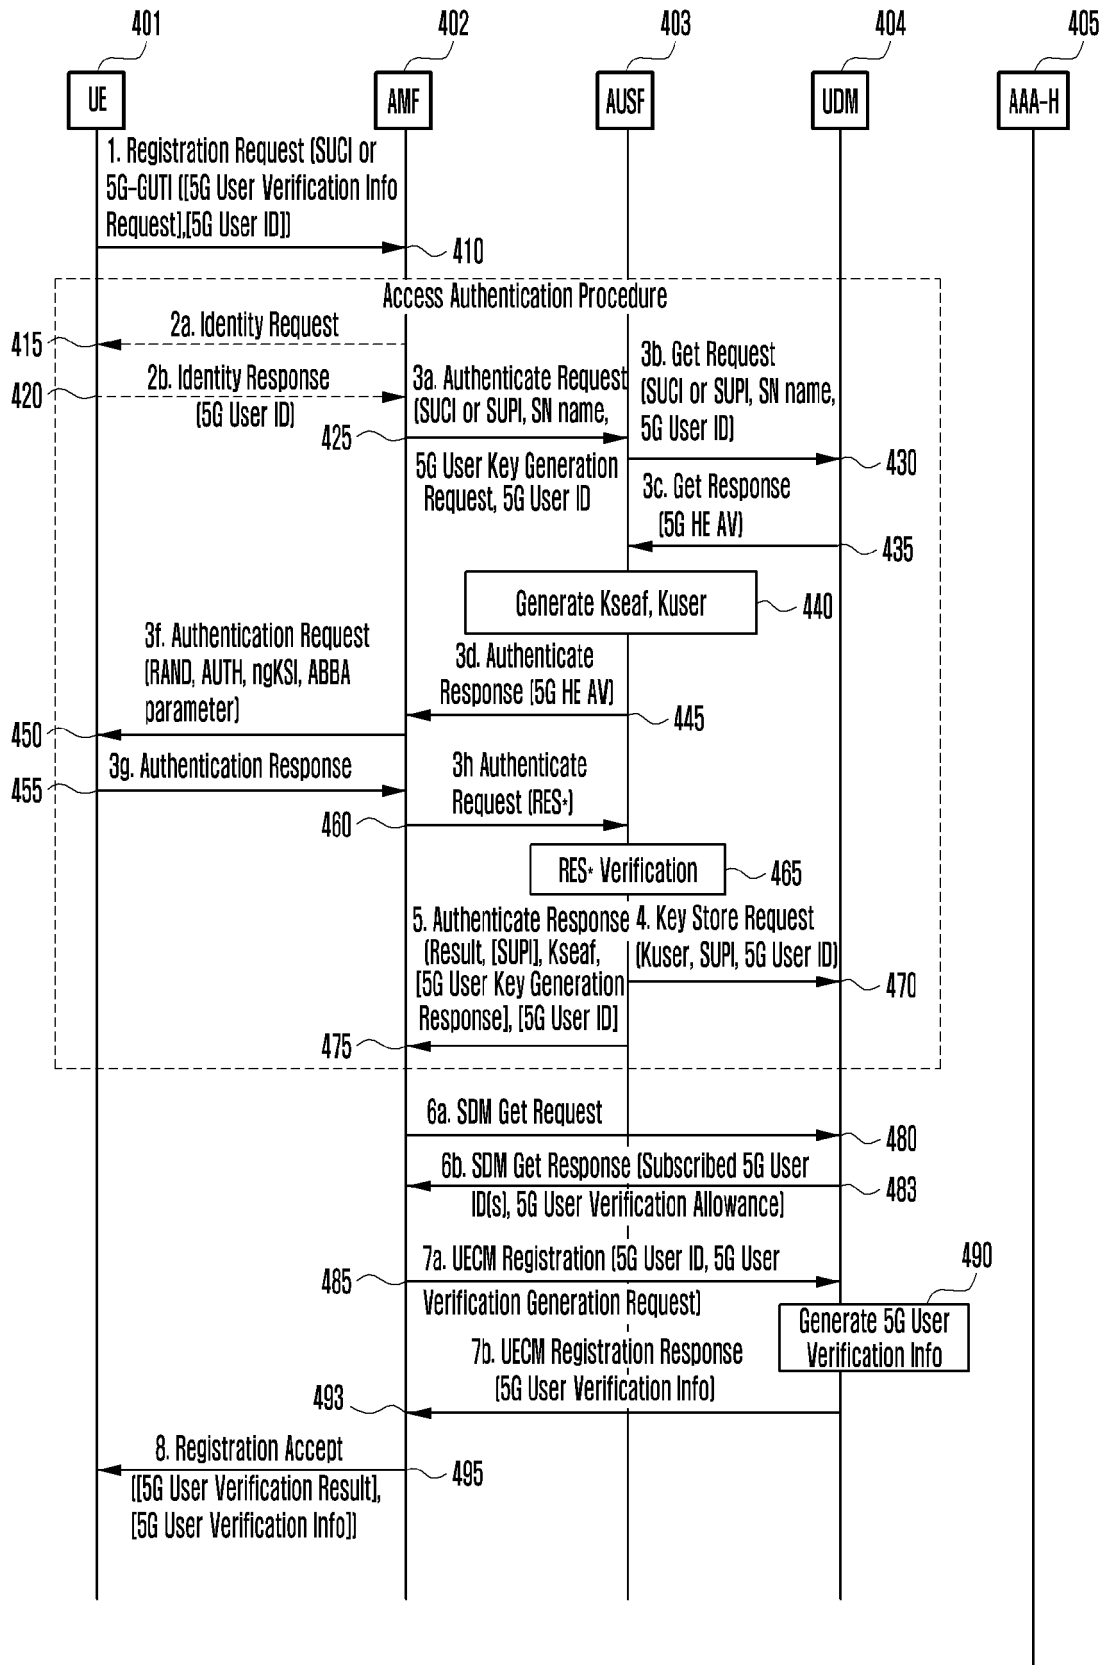 401
402
403
404
405
UE
AMF
AUSF
UDM
AAA-H
1. Registration Request (SUCI or
5G-GUTI ([5G User Verification Info
Request],[5G User ID])
410
Access Authentication Procedure
2a. Identity Request
415
2b. Identity Response
(5G User ID)
420
3a. Authenticate Request
(SUCI or SUPI, SN name,
425
5G User Key Generation
Request, 5G User ID
3b. Get Request
(SUCI or SUPI, SN name,
5G User ID)
430
3c. Get Response
(5G HE AV)
435
Generate Kseaf, Kuser
440
3d. Authenticate
Response (5G HE AV)
445
3f. Authentication Request
(RAND, AUTH, ngKSI, ABBA
parameter)
450
3g. Authentication Response
455
3h Authenticate
Request (RES*)
460
RES* Verification
465
4. Key Store Request
(Kuser, SUPI, 5G User ID)
470
5. Authenticate Response
(Result, [SUPI], Kseaf,
[5G User Key Generation
Response], [5G User ID]
475
6a. SDM Get Request
480
6b. SDM Get Response (Subscribed 5G User
ID(s), 5G User Verification Allowance)
483
7a. UECM Registration (5G User ID, 5G User
Verification Generation Request)
485
490
Generate 5G User
Verification Info
7b. UECM Registration Response
(5G User Verification Info)
493
8. Registration Accept
([5G User Verification Result],
[5G User Verification Info])
495